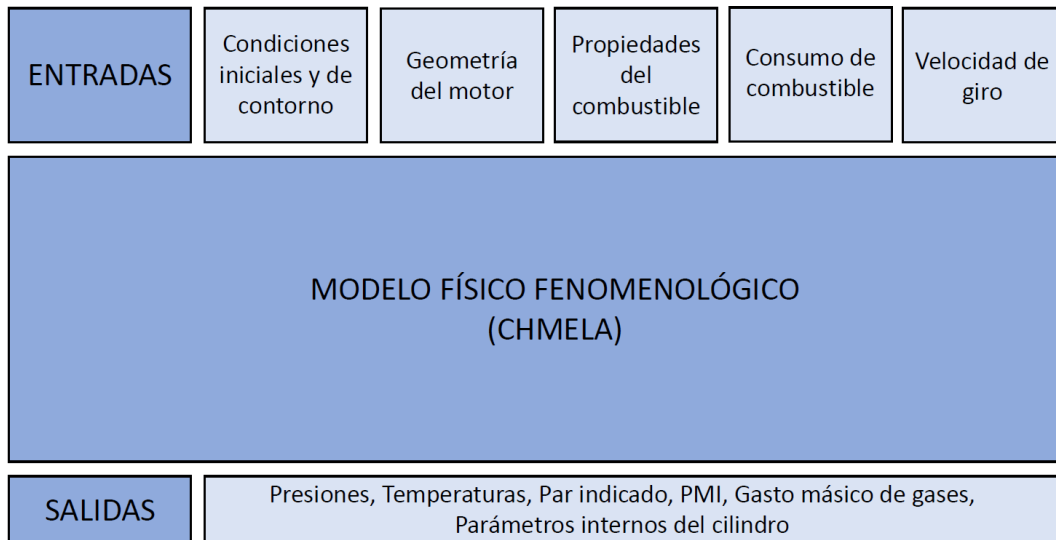 ENTRADAS
Condiciones
iniciales y de
contorno
Geometría
del motor
Propiedades
del
combustible
Consumo de
combustible
Velocidad de
giro
MODELO FÍSICO FENOMENOLÓGICO
(CHMELA)
SALIDAS
Presiones, Temperaturas, Par indicado, PMI, Gasto másico de gases,
Parámetros internos del cilindro